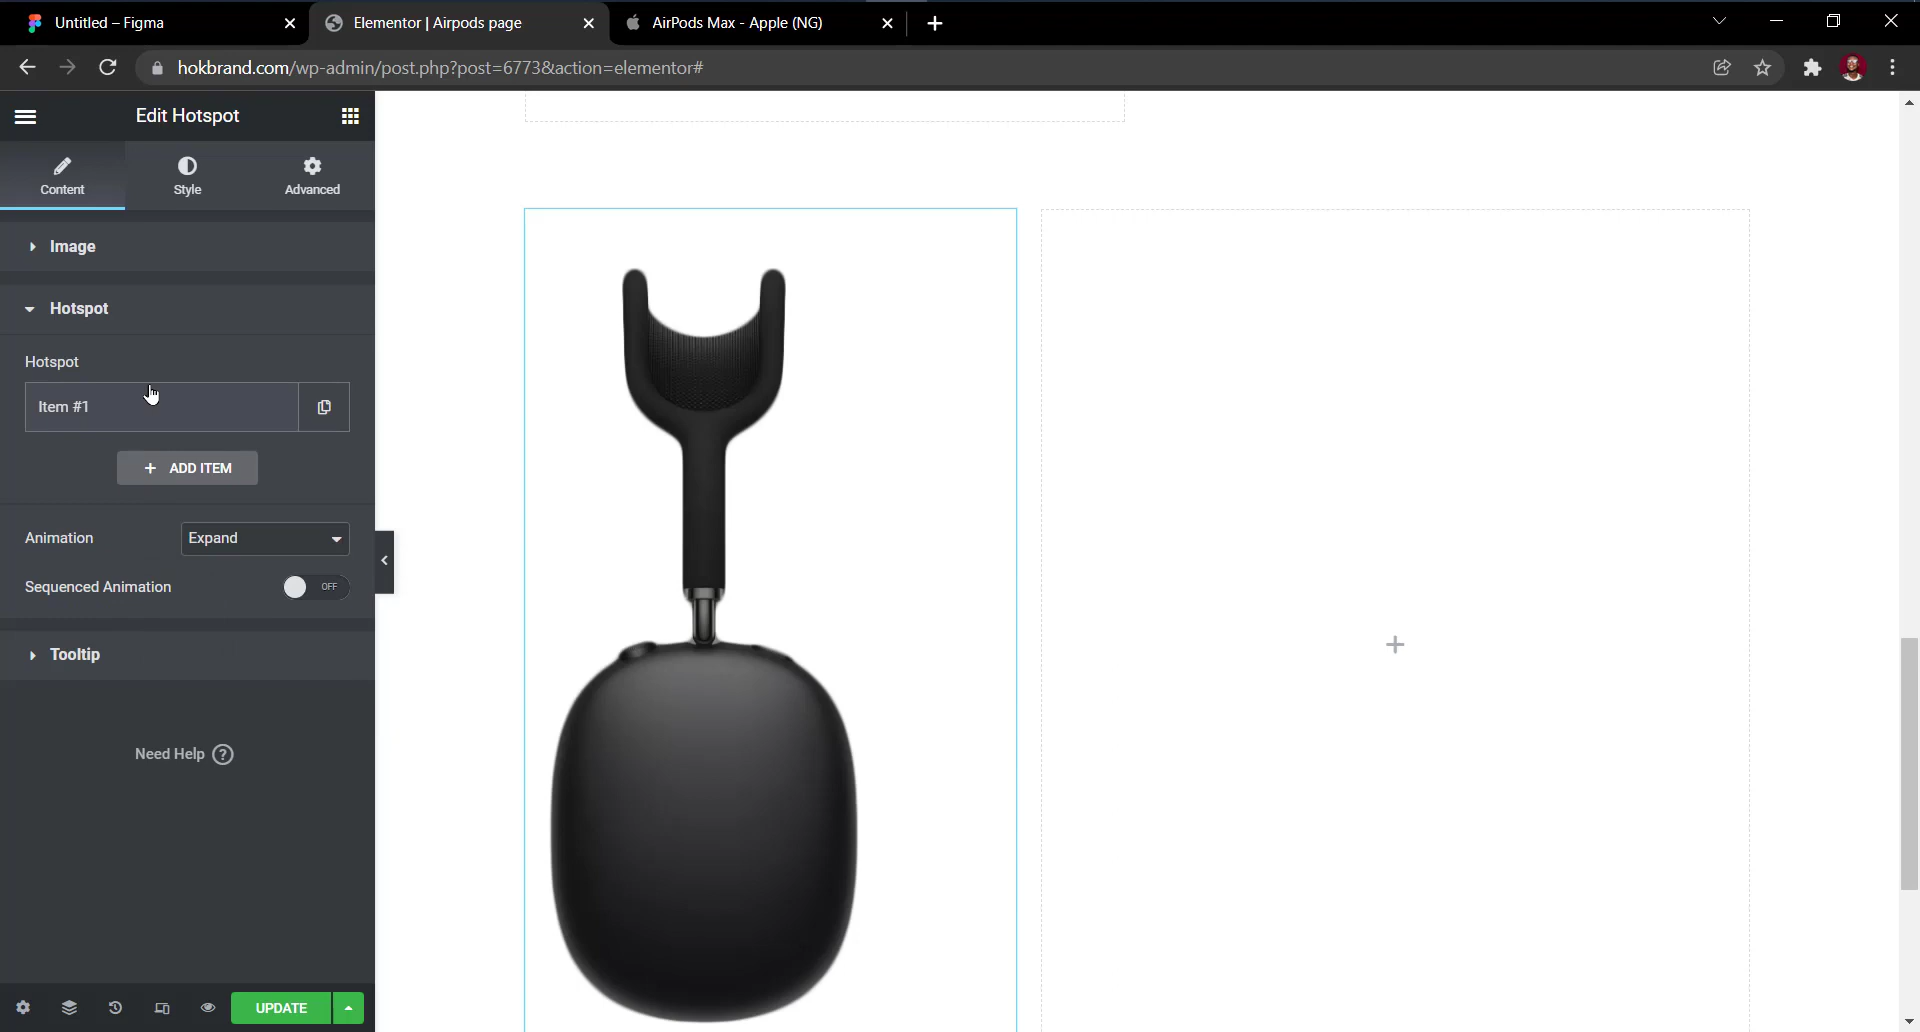 Untitled – Figma
Elementor | Airpods page
AirPods Max - Apple (NG)
hokbrand.com/wp-admin/post.php?post=6773&action=elementor#
Edit Hotspot
Content
Style
Advanced
Image
Hotspot
Hotspot
Item #1
ADD ITEM
Animation
Expand
Sequenced Animation
OFF
Tooltip
Need Help ?
UPDATE